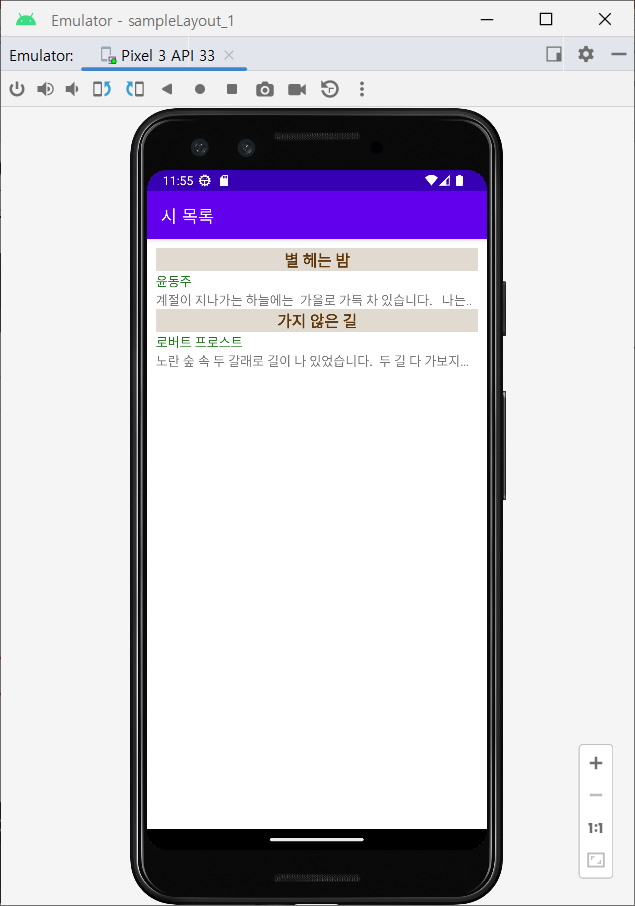 Emulator - sampleLayout_1
Emulator: Pixel 3 API 33
11:55
시 목록
별 헤는 밤
윤동주
계절이 지나가는 하늘에는 가을로 가득 차 있습니다. 나는..
가지 않은 길
로버트 프로스트
노란 숲 속 두 갈래로 길이 나 있었습니다. 두 길 다 가보지...
1:1